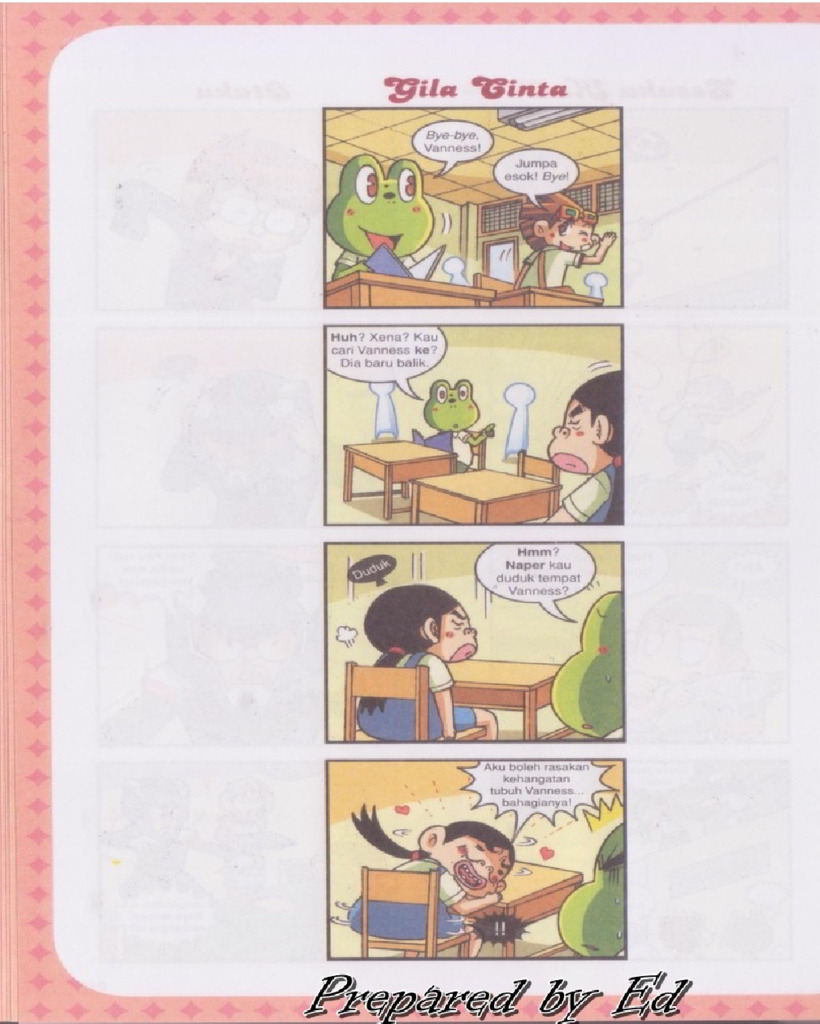 Gila Cinta
Bye-bye,
Vanness!
Jumpa
esok! Bye!
Huh? Xena? Kau
cari Vanness ke?
Dia baru balik.
Duduk
Hmm?
Naper kau
duduk tempat
Vanness?
Aku boleh rasakan
kehangatan
tubuh Vanness...
bahagianya!
!!
Prepared by Ed